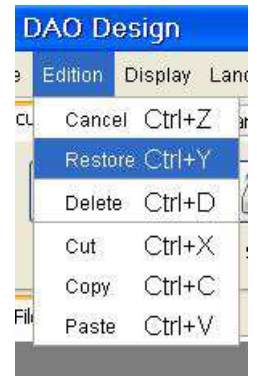 DAO Design
Edition Display
Cancel Ctrl+Z
Restore Ctrl+Y
Delete Ctrl+D
Cut Ctrl+X
Copy Ctrl+C
Paste Ctrl+V